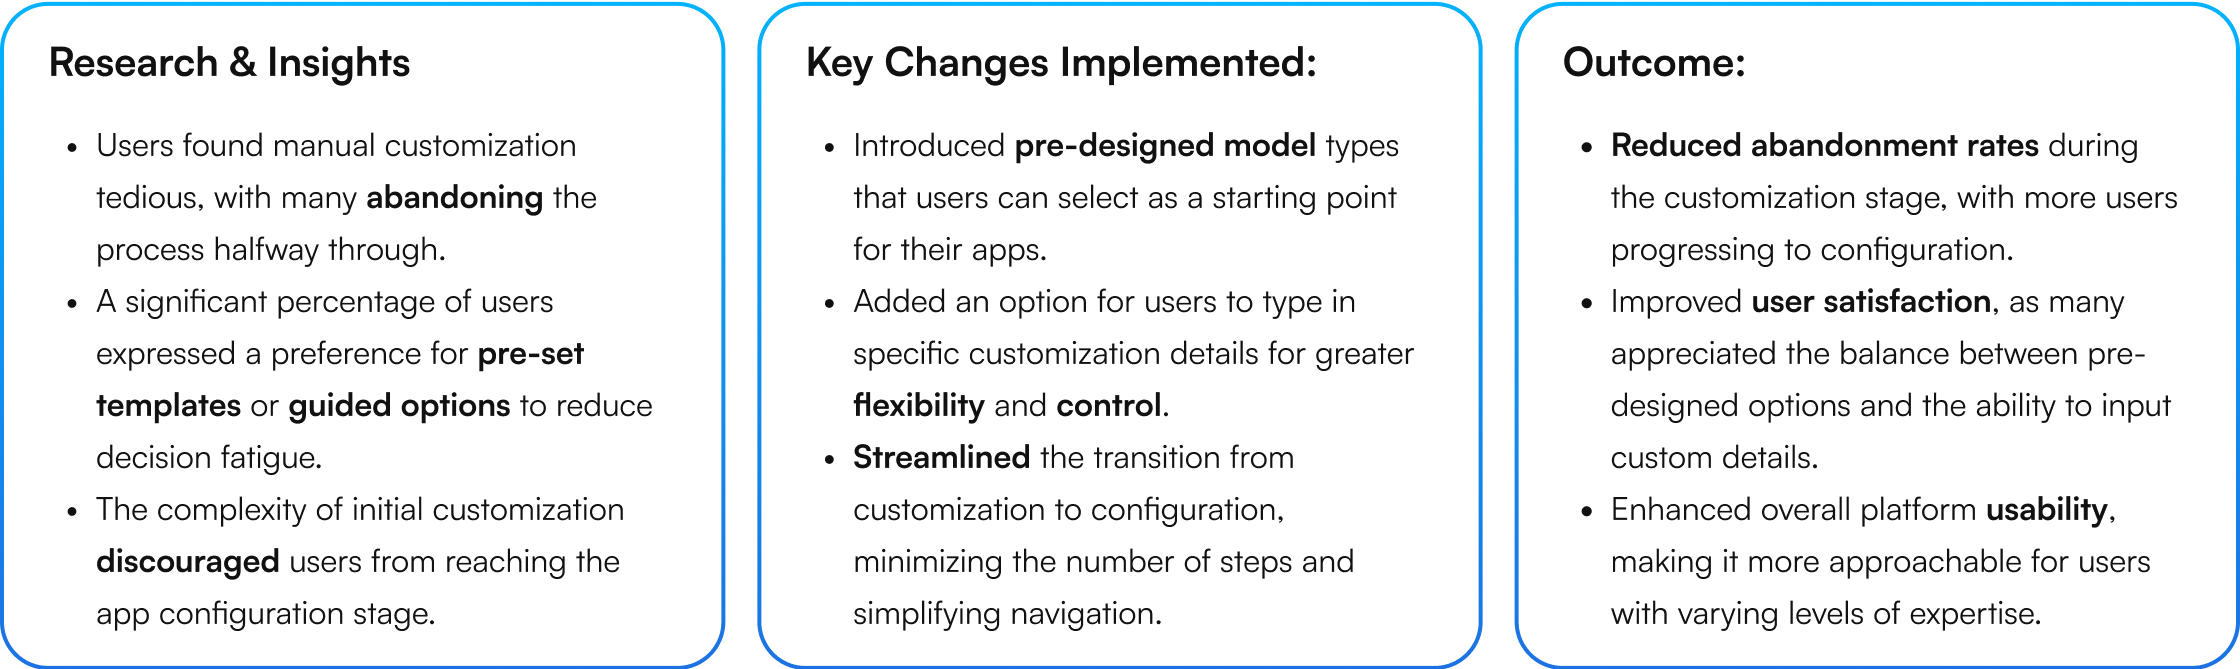 Research & Insights
• Users found manual customization
tedious, with many abandoning the
process halfway through.
• A significant percentage of users
expressed a preference for pre-set
templates or guided options to reduce
decision fatigue.
• The complexity of initial customization
discouraged users from reaching the
app configuration stage.
Key Changes Implemented:
• Introduced pre-designed model types
that users can select as a starting point
for their apps.
• Added an option for users to type in
specific customization details for greater
flexibility and control.
• Streamlined the transition from
customization to configuration,
minimizing the number of steps and
simplifying navigation.
Outcome:
• Reduced abandonment rates during
the customization stage, with more users
progressing to configuration.
• Improved user satisfaction, as many
appreciated the balance between pre-
designed options and the ability to input
custom details.
• Enhanced overall platform usability,
making it more approachable for users
with varying levels of expertise.